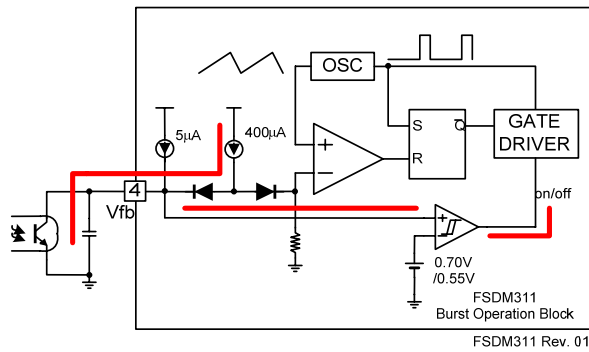 OSC
5μA
400μA
+
−
S
Q
R
GATE
DRIVER
4
Vfb
on/off
+
−
0.70V
/0.55V
FSDM311
Burst Operation Block
FSDM311 Rev. 01